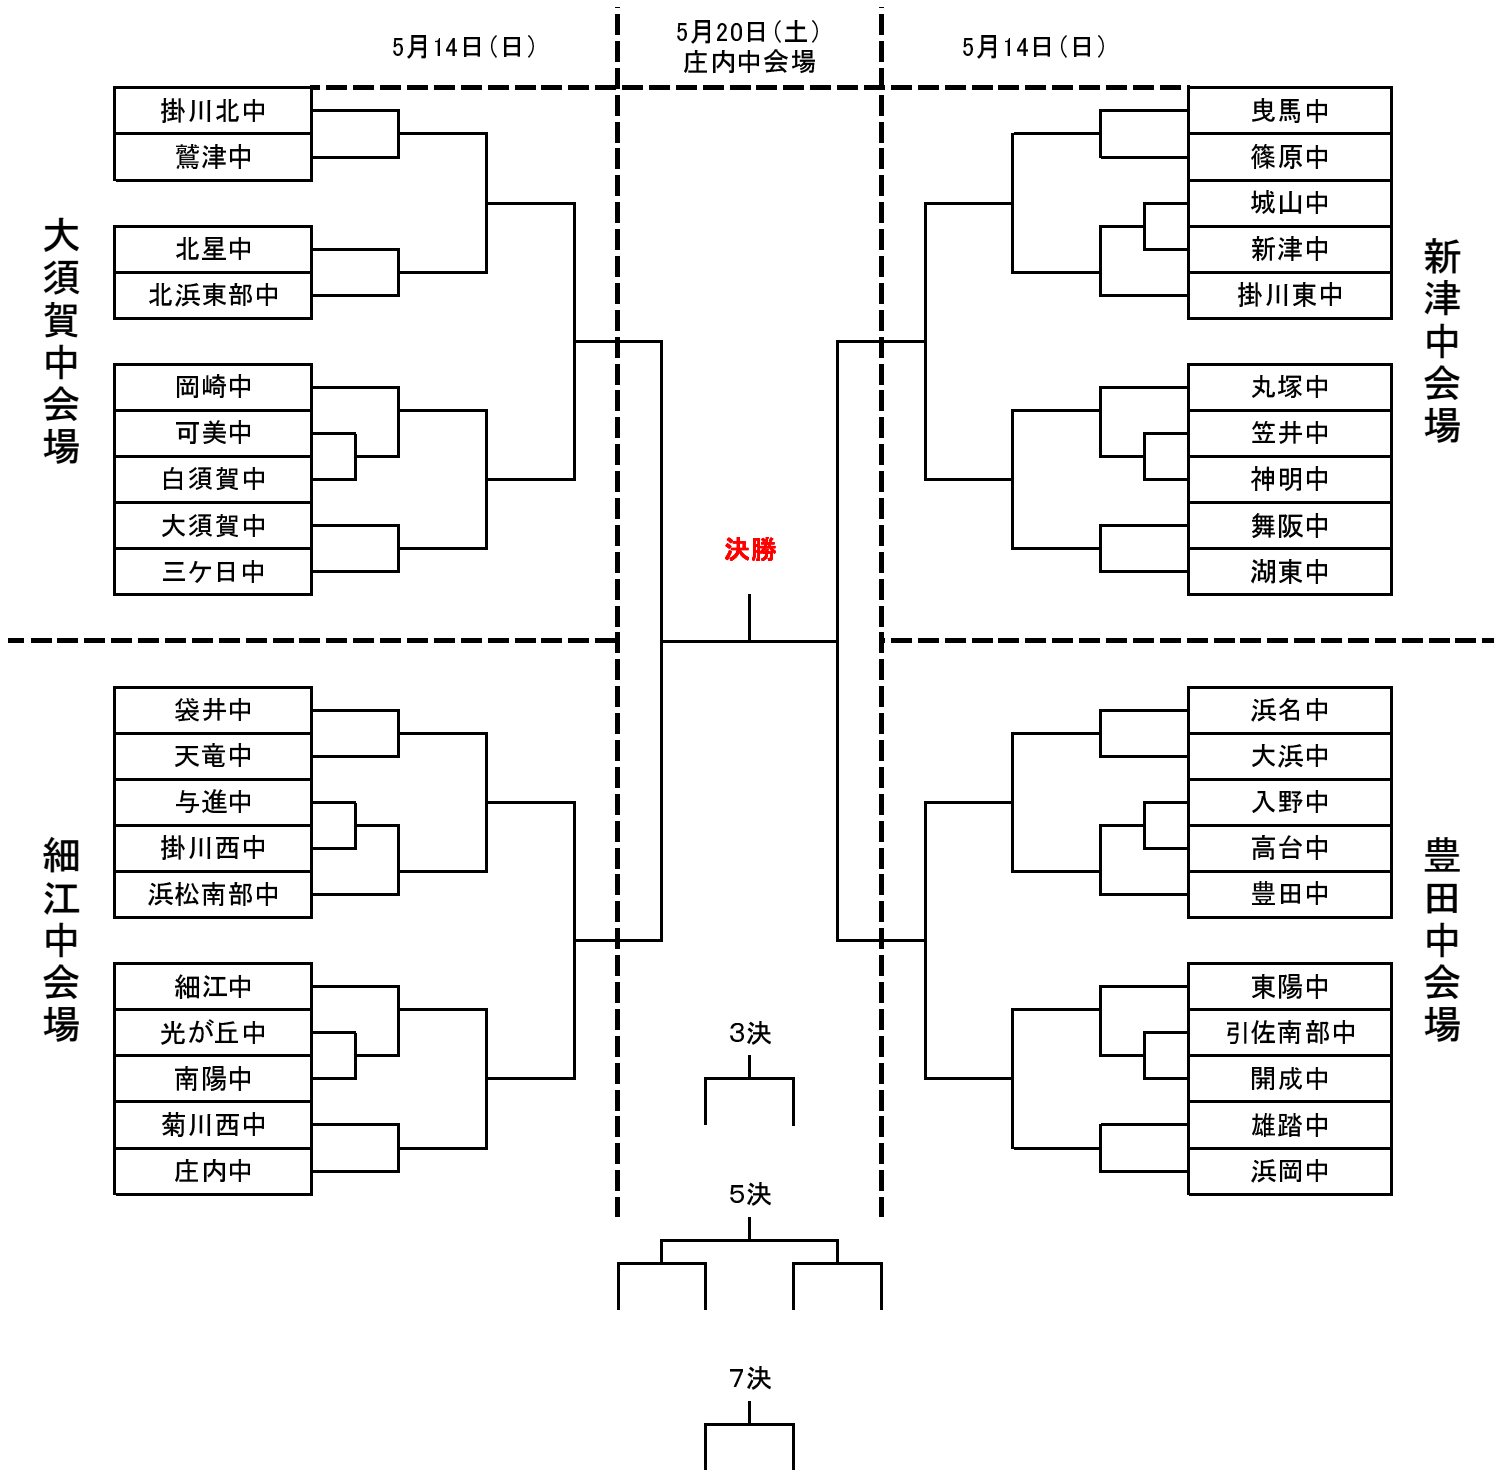 5月14日(日)
5月20日(土)
庄内中会場
5月14日(日)
大須賀中会場
掛川北中
鷲津中
北星中
北浜東部中
岡崎中
可美中
白須賀中
大須賀中
三ケ日中
曳馬中
篠原中
城山中
新津中
掛川東中
丸塚中
笠井中
神明中
舞阪中
湖東中
新津中会場
決勝
細江中会場
袋井中
天竜中
与進中
掛川西中
浜松南部中
細江中
光が丘中
南陽中
菊川西中
庄内中
浜名中
大浜中
入野中
高台中
豊田中
東陽中
引佐南部中
開成中
雄踏中
浜岡中
豊田中会場
3決
5決
7決